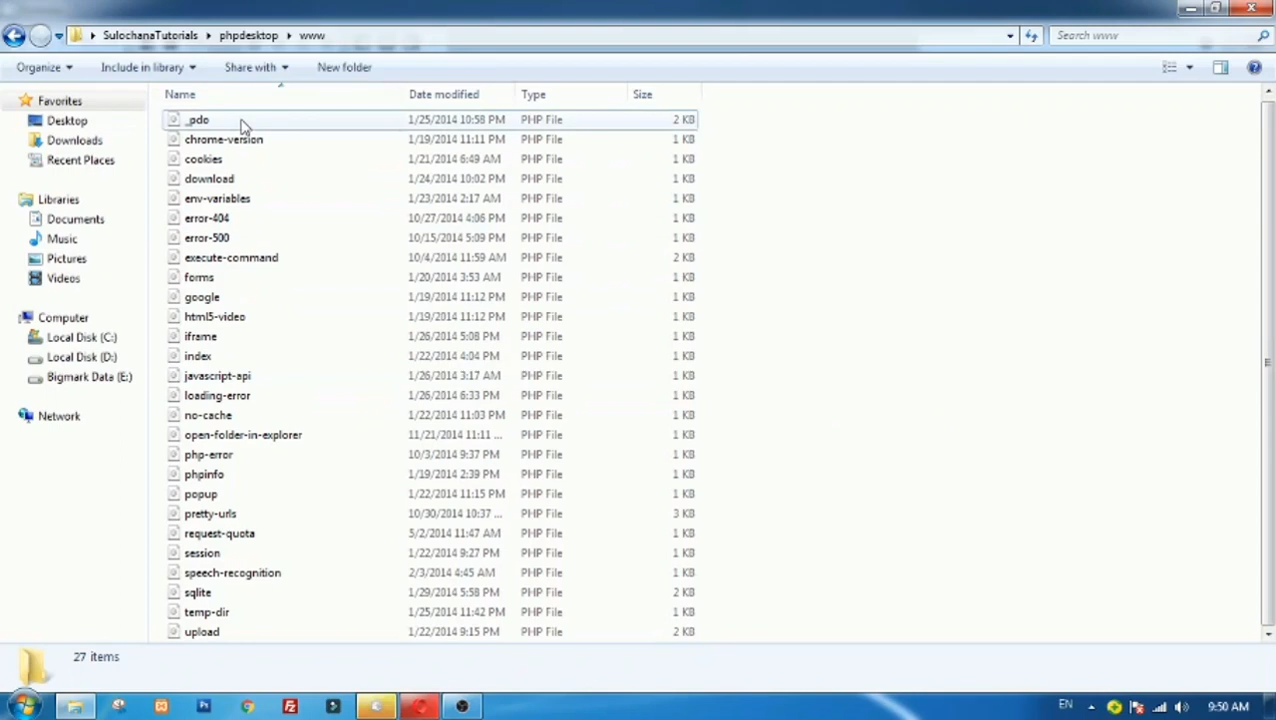 SulochanaTutorials phpdesktop www Search www
Organize Include in library Share with New folder
Name Date modified Type Size
Favorites
Desktop
Downloads
Recent Places
Libraries
Documents
Music
Pictures
Videos
Computer
Local Disk (C:)
Local Disk (D:)
Bigmark Data (E:)
Network
_pdo 1/25/2014 10:58 PM PHP File 2 KB
chrome-version 1/19/2014 11:11 PM PHP File 1 KB
cookies 1/21/2014 6:49 AM PHP File 1 KB
download 1/24/2014 10:02 PM PHP File 1 KB
env-variables 1/23/2014 2:17 AM PHP File 1 KB
error-404 10/27/2014 4:06 PM PHP File 1 KB
error-500 10/15/2014 5:09 PM PHP File 1 KB
execute-command 10/4/2014 11:59 AM PHP File 2 KB
forms 1/20/2014 3:53 AM PHP File 1 KB
google 1/19/2014 11:12 PM PHP File 1 KB
html5-video 1/19/2014 11:12 PM PHP File 1 KB
iframe 1/26/2014 5:08 PM PHP File 1 KB
index 1/22/2014 4:04 PM PHP File 1 KB
javascript-api 1/26/2014 3:17 AM PHP File 1 KB
loading-error 1/26/2014 6:33 PM PHP File 1 KB
no-cache 1/22/2014 11:03 PM PHP File 1 KB
open-folder-in-explorer 11/21/2014 11:11 ... PHP File 1 KB
php-error 10/3/2014 9:37 PM PHP File 1 KB
phpinfo 1/19/2014 2:39 PM PHP File 1 KB
popup 1/22/2014 11:15 PM PHP File 1 KB
pretty-urls 10/30/2014 10:37 ... PHP File 3 KB
request-quota 5/2/2014 11:47 AM PHP File 1 KB
session 1/22/2014 9:27 PM PHP File 1 KB
speech-recognition 2/3/2014 4:45 AM PHP File 1 KB
sqlite 1/29/2014 5:58 PM PHP File 2 KB
temp-dir 1/25/2014 11:42 PM PHP File 1 KB
upload 1/22/2014 9:15 PM PHP File 2 KB
27 items
EN 9:50 AM